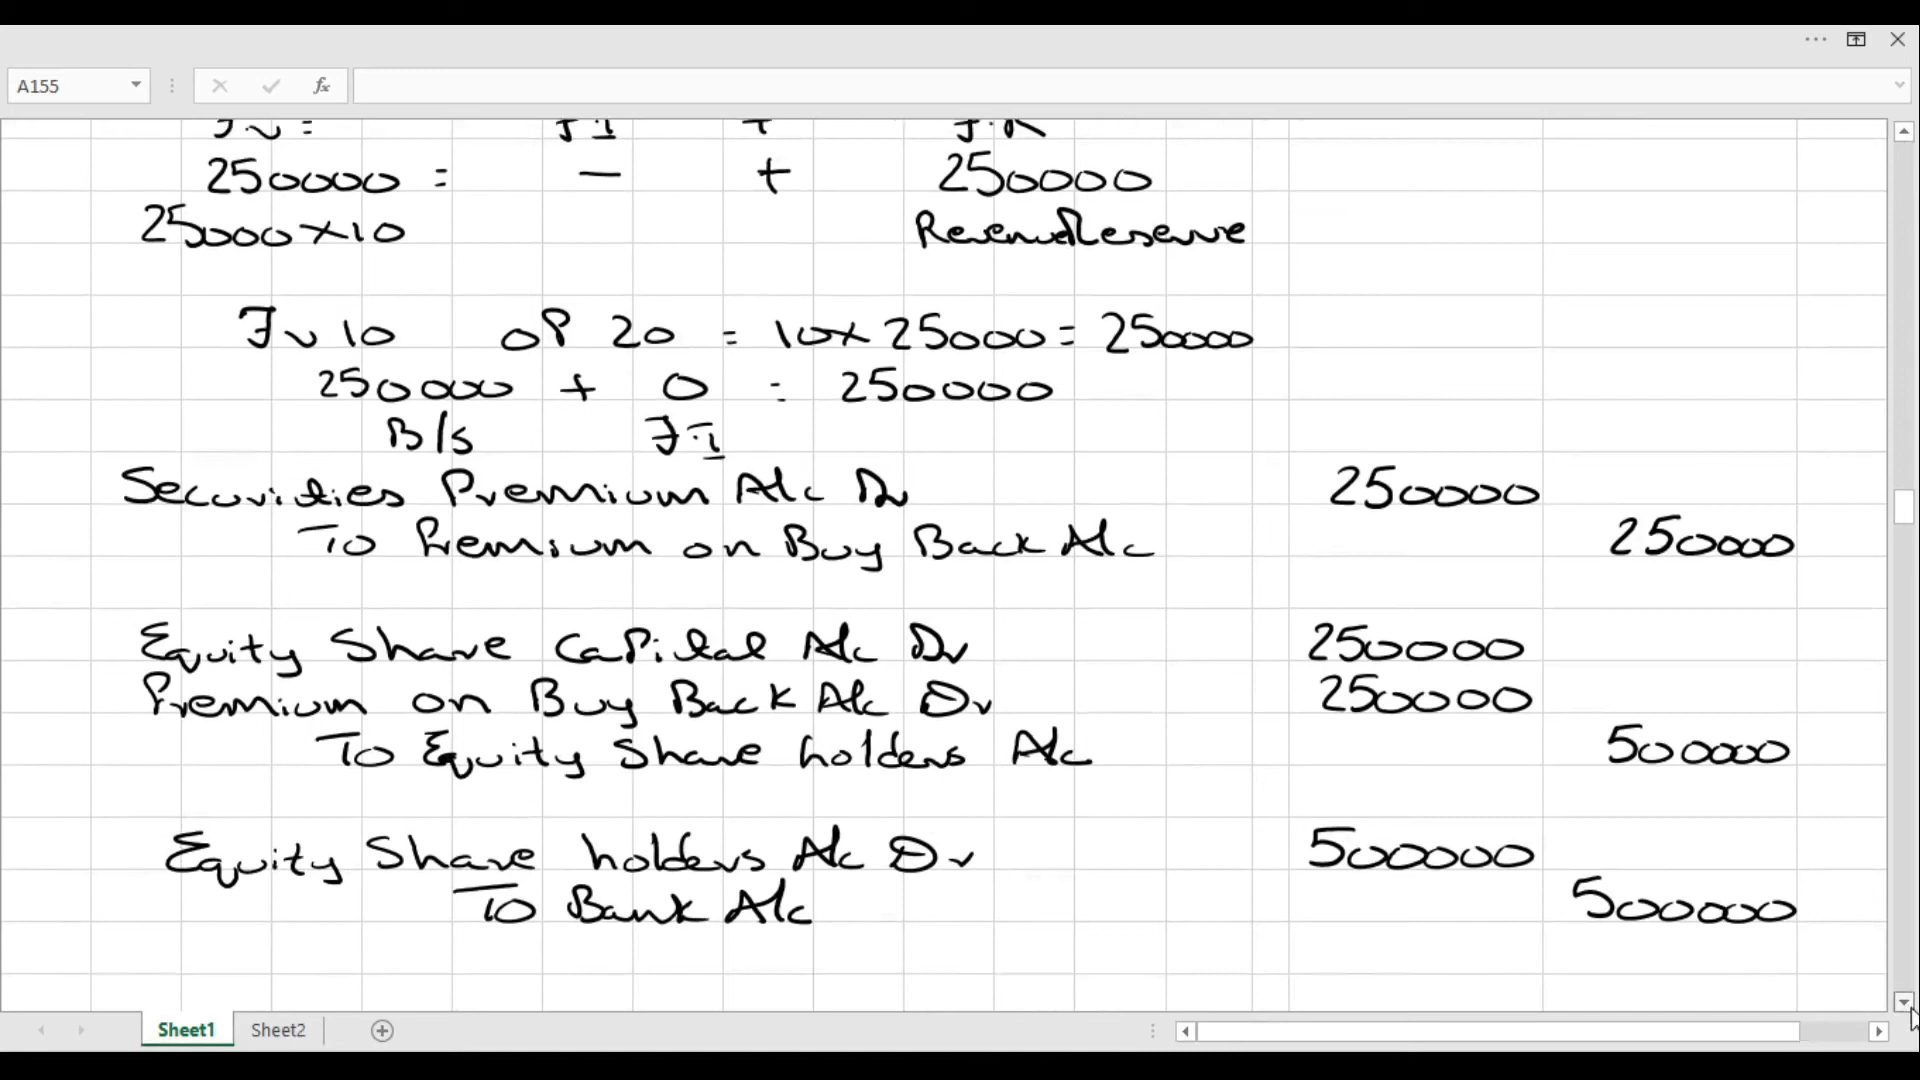 A155
fx
F.V = F.I + F.R
250000 = — + 250000
25000×10 Revenue Reserve
F v 10 OP 20 = 10×25000 = 250000
250000 + 0 = 250000
B/s F.I
Securities Premium A/c Dr 250000
To Premium on Buy Back A/c 250000
Equity Share Capital A/c Dr 250000
Premium on Buy Back A/c Dr 250000
To Equity Share holders A/c 500000
Equity Share holders A/c Dr 500000
To Bank A/c 500000
Sheet1 Sheet2